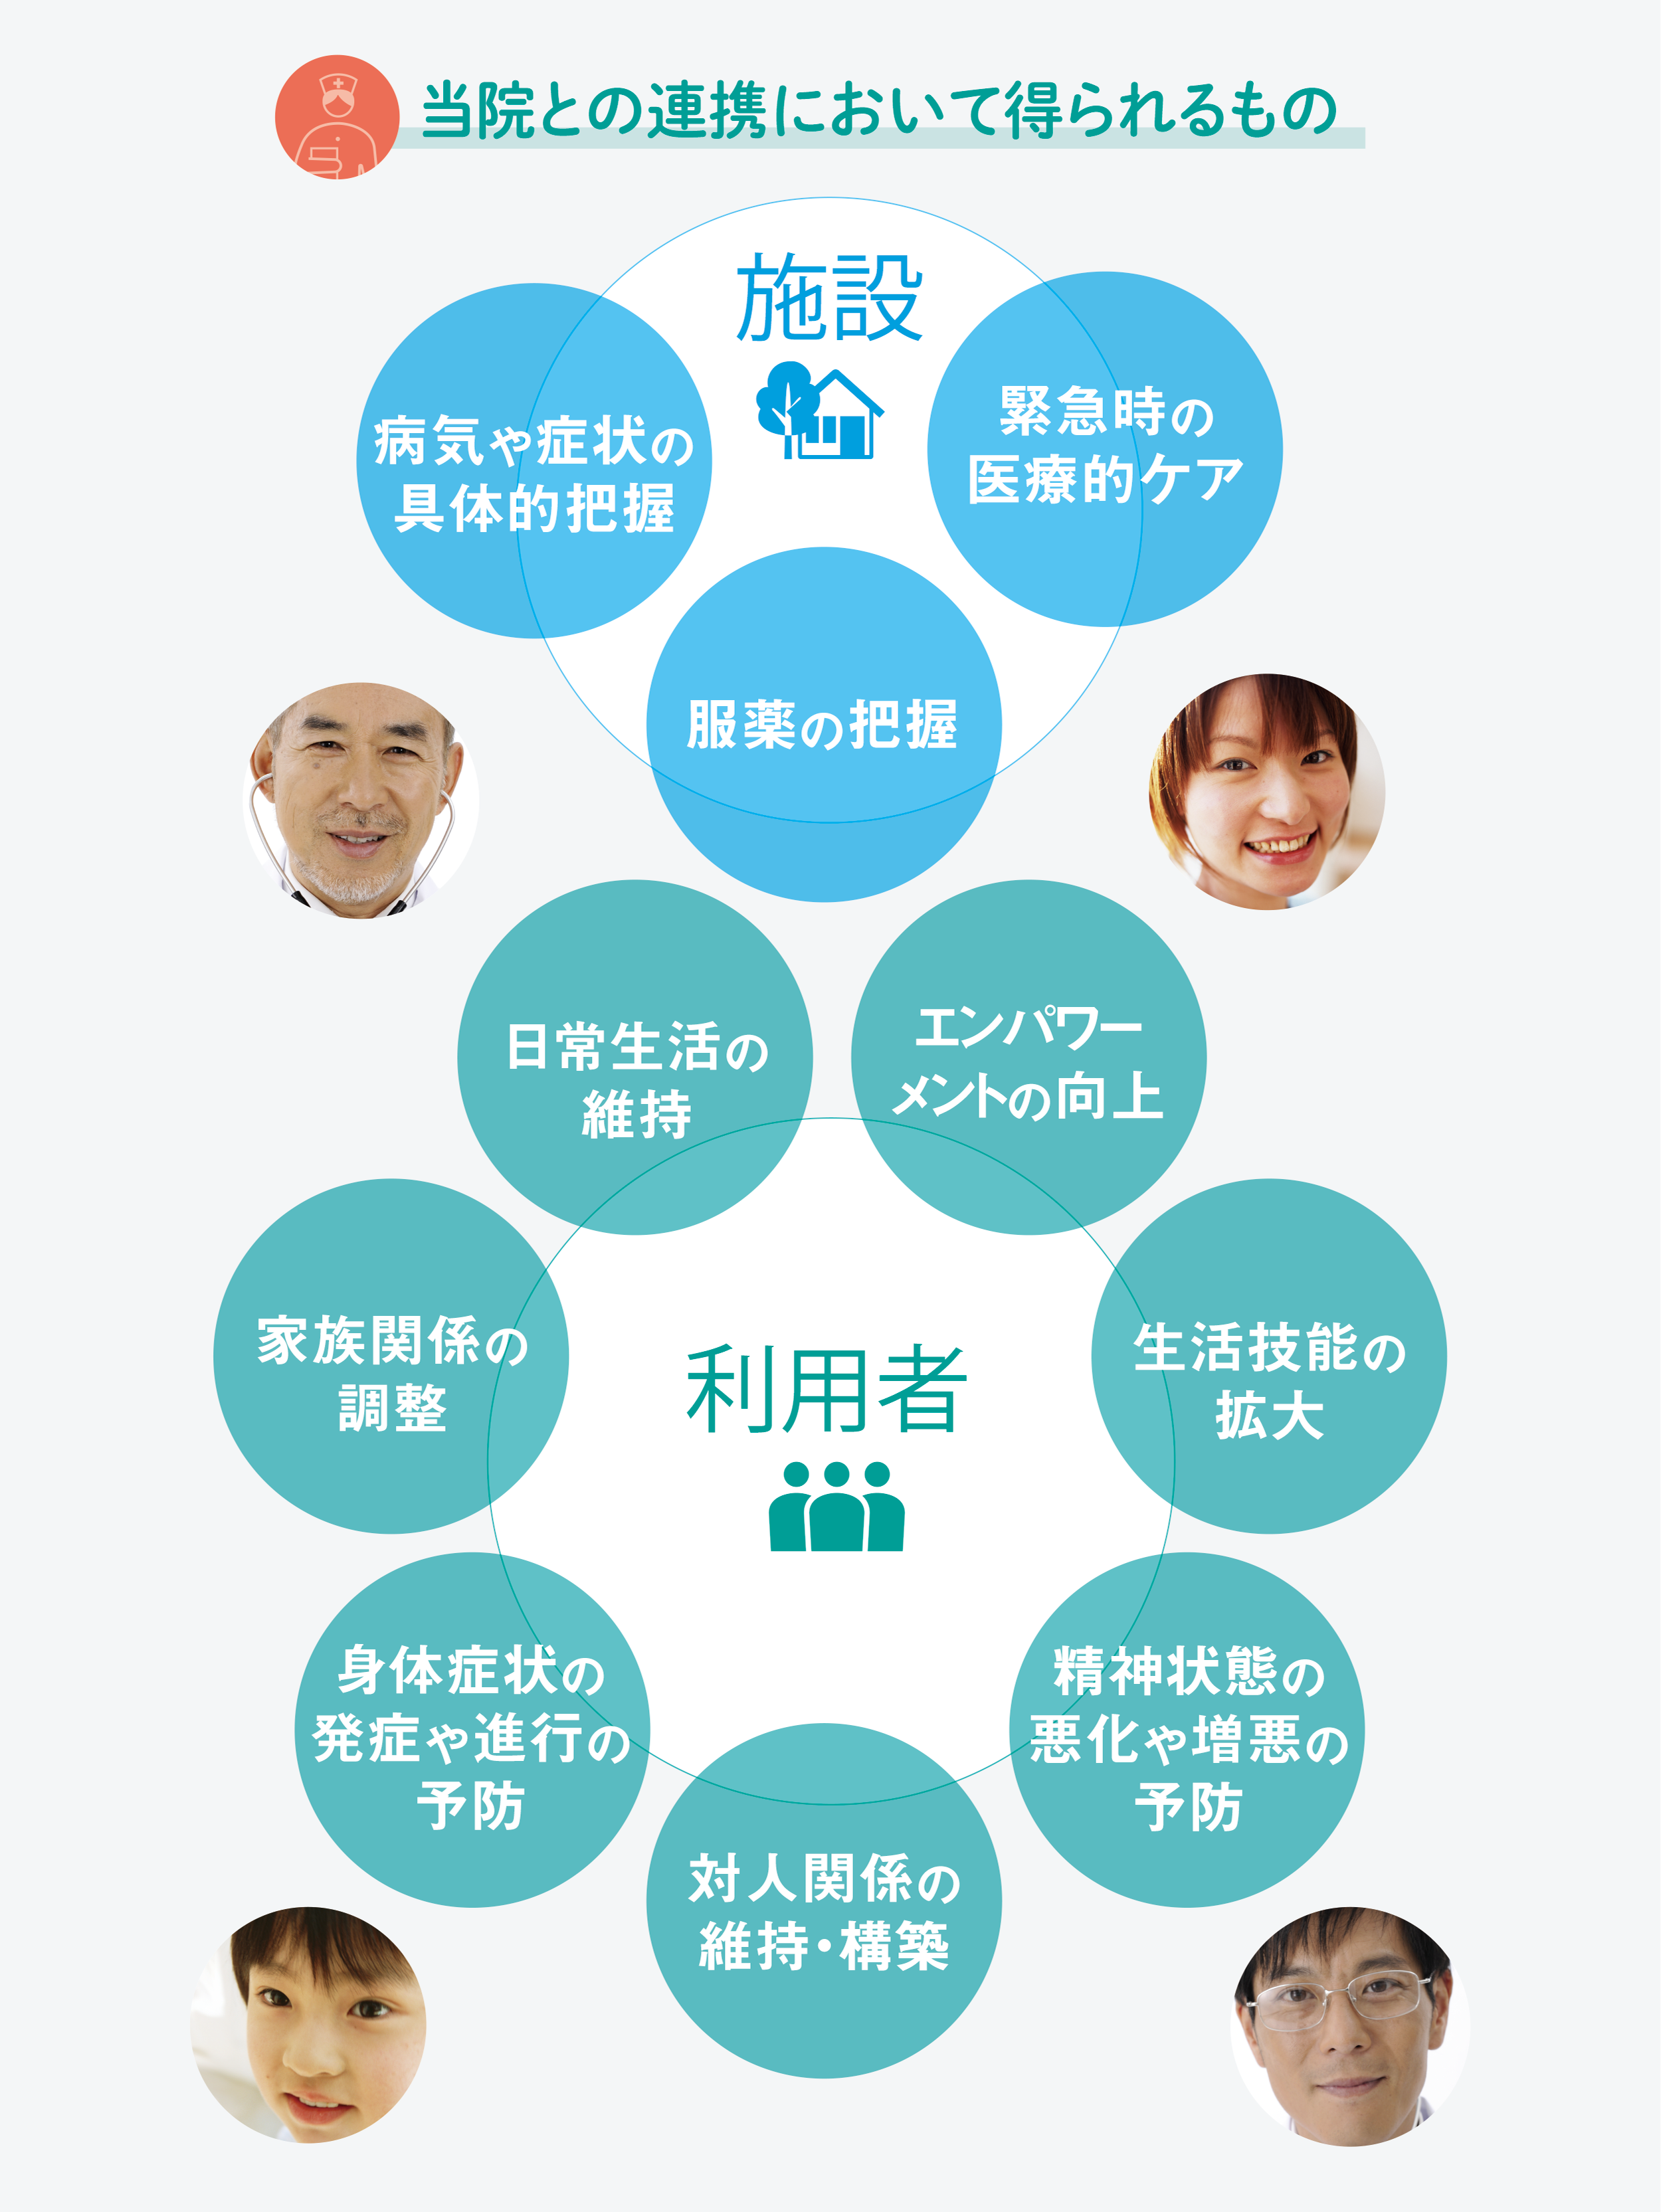 当院との連携において得られるもの
施設
病気や症状の
具体的把握
緊急時の
医療的ケア
服薬の把握
日常生活の
維持
エンパワー
メントの向上
家族関係の
調整
利用者
生活技能の
拡大
身体症状の
発症や進行の
予防
精神状態の
悪化や増悪の
予防
対人関係の
維持・構築